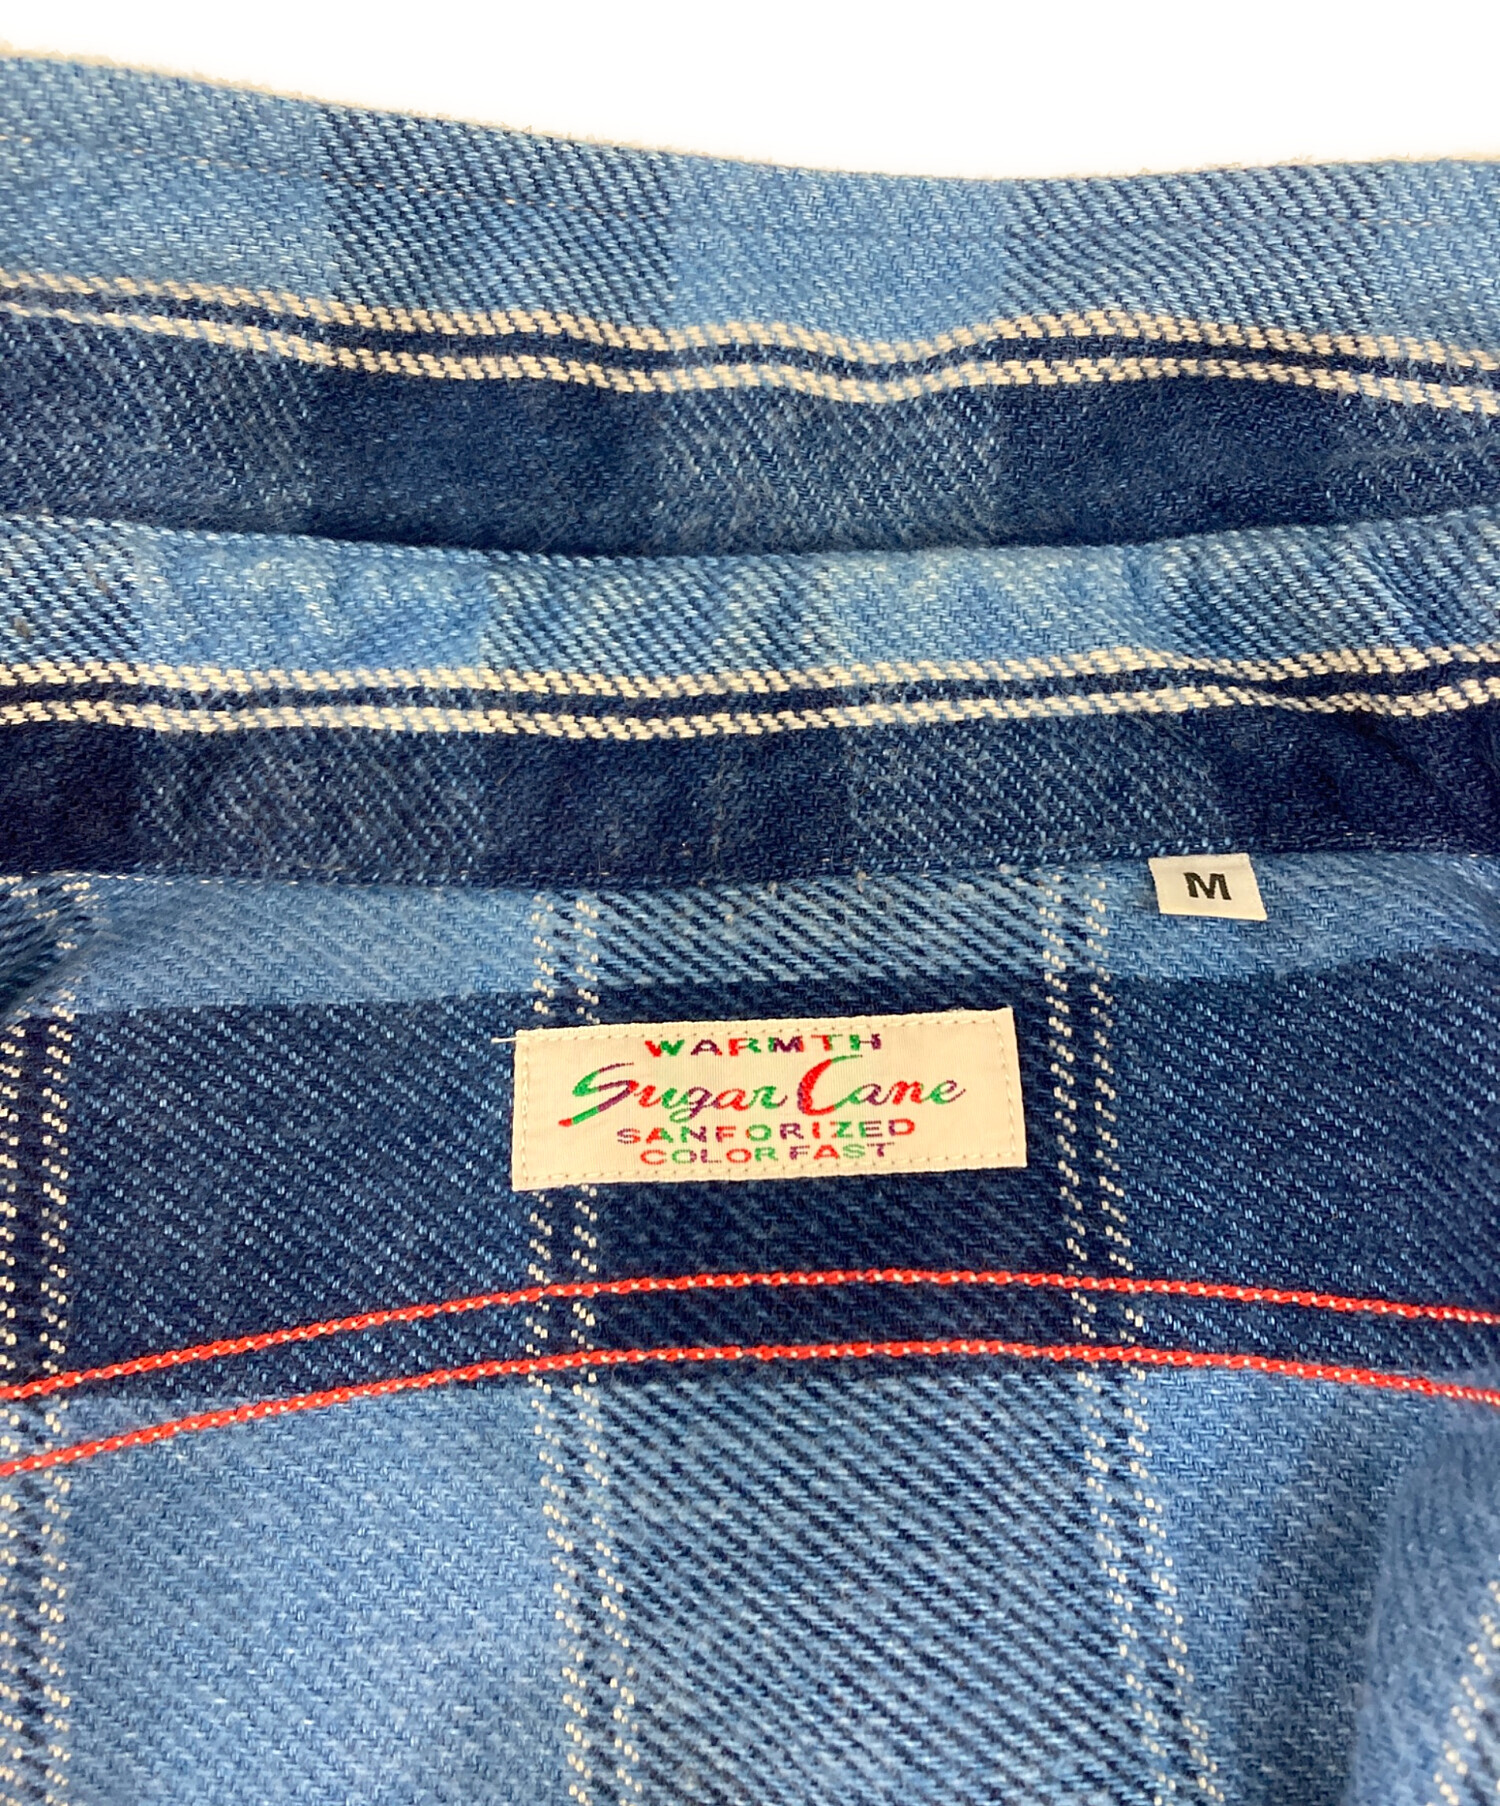 M
WARMTH
Sugar Cane
SANFORIZED
COLOR FAST